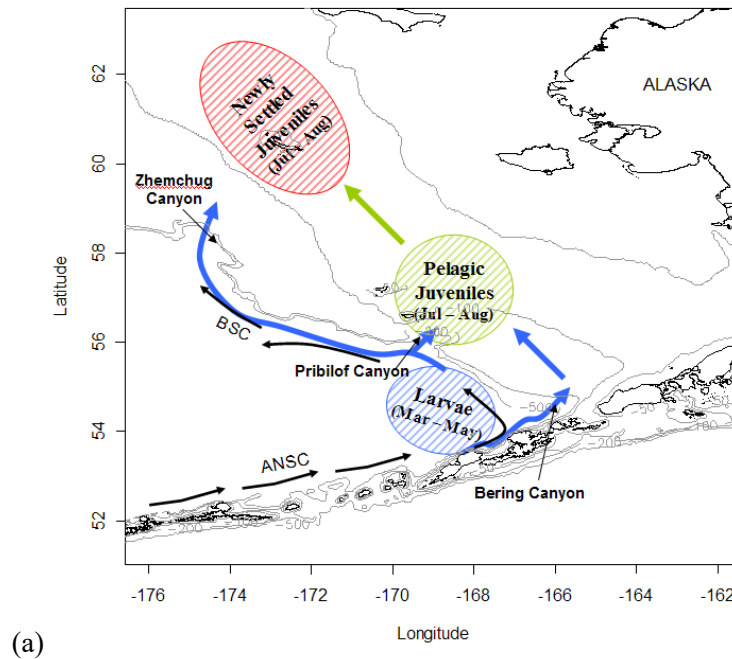 62
60
58
56
54
52
Latitude
ALASKA
Newly
Settled
Juveniles
(Jul - Aug)
Zhemchug
Canyon
Pelagic
Juveniles
(Jul – Aug)
BSC
Pribilof Canyon
Larvae
(Mar – May)
ANSC
Bering Canyon
-176
-174
-172
-170
-168
-166
-164
-162
Longitude
(a)